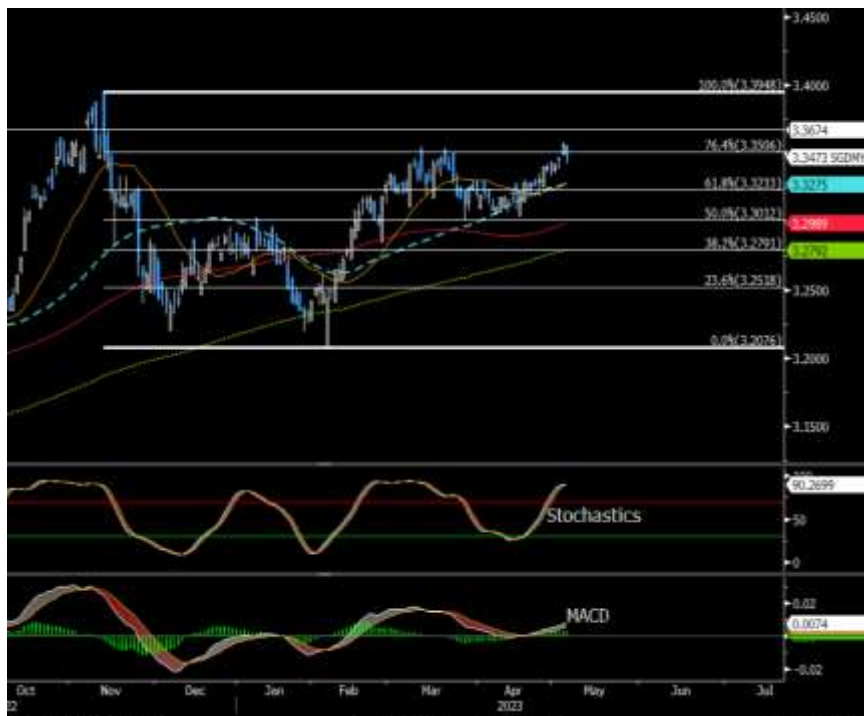 3.4500
100.0%(3.3948)
3.4000
3.3674
76.4%(3.3506)
3.3473 SGDMY
3.3275
61.8%(3.3233)
50.0%(3.3012)
3.2989
38.2%(3.2791)
3.2792
23.6%(3.2518)
3.2500
0.0%(3.2076)
3.2000
3.1500
100
90.2699
Stochastics
50
0
0.02
MACD
0.0074
-0.02
Oct
Nov
Dec
Jan
Feb
Mar
Apr
May
Jun
Jul
22
2023